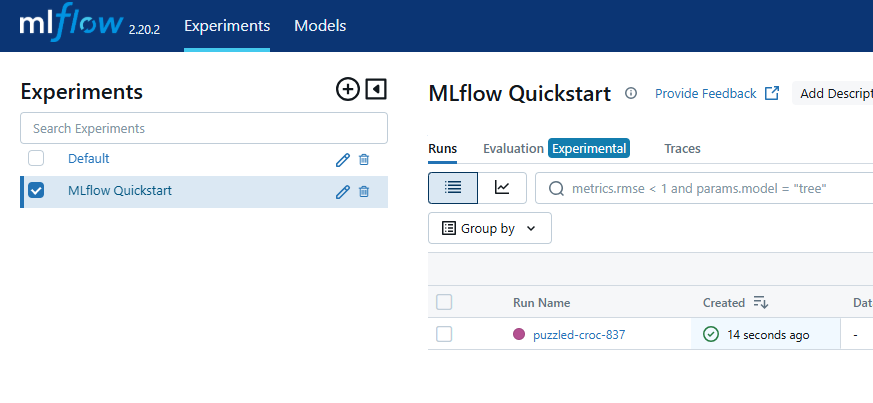 mlflow 2.20.2 Experiments Models
Experiments
Search Experiments
Default
MLflow Quickstart
MLflow Quickstart Provide Feedback Add Descript
Runs Evaluation Experimental Traces
metrics.rmse < 1 and params.model = "tree"
Group by
Run Name Created Dat
puzzled-croc-837 14 seconds ago -